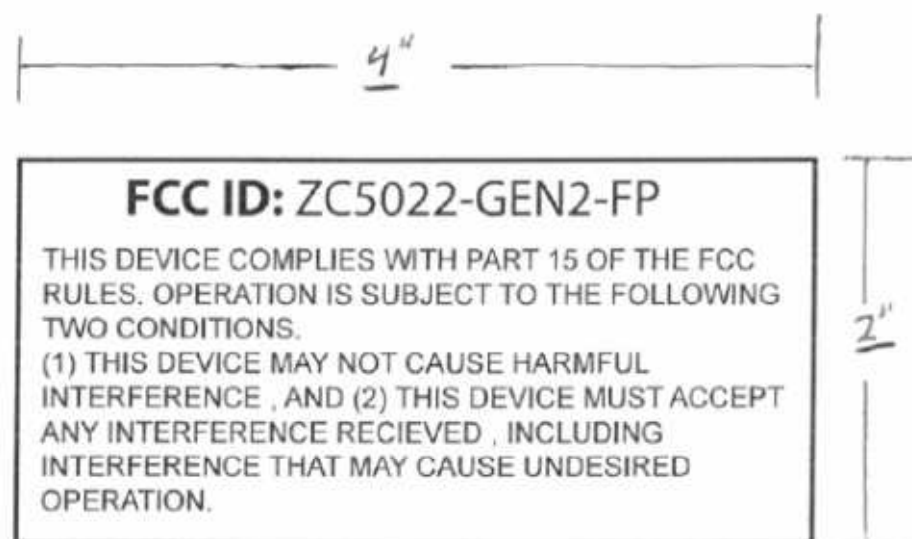 4"
FCC ID: ZC5022-GEN2-FP
THIS DEVICE COMPLIES WITH PART 15 OF THE FCC
RULES. OPERATION IS SUBJECT TO THE FOLLOWING
TWO CONDITIONS.
(1) THIS DEVICE MAY NOT CAUSE HARMFUL
INTERFERENCE , AND (2) THIS DEVICE MUST ACCEPT
ANY INTERFERENCE RECIEVED , INCLUDING
INTERFERENCE THAT MAY CAUSE UNDESIRED
OPERATION.
2"